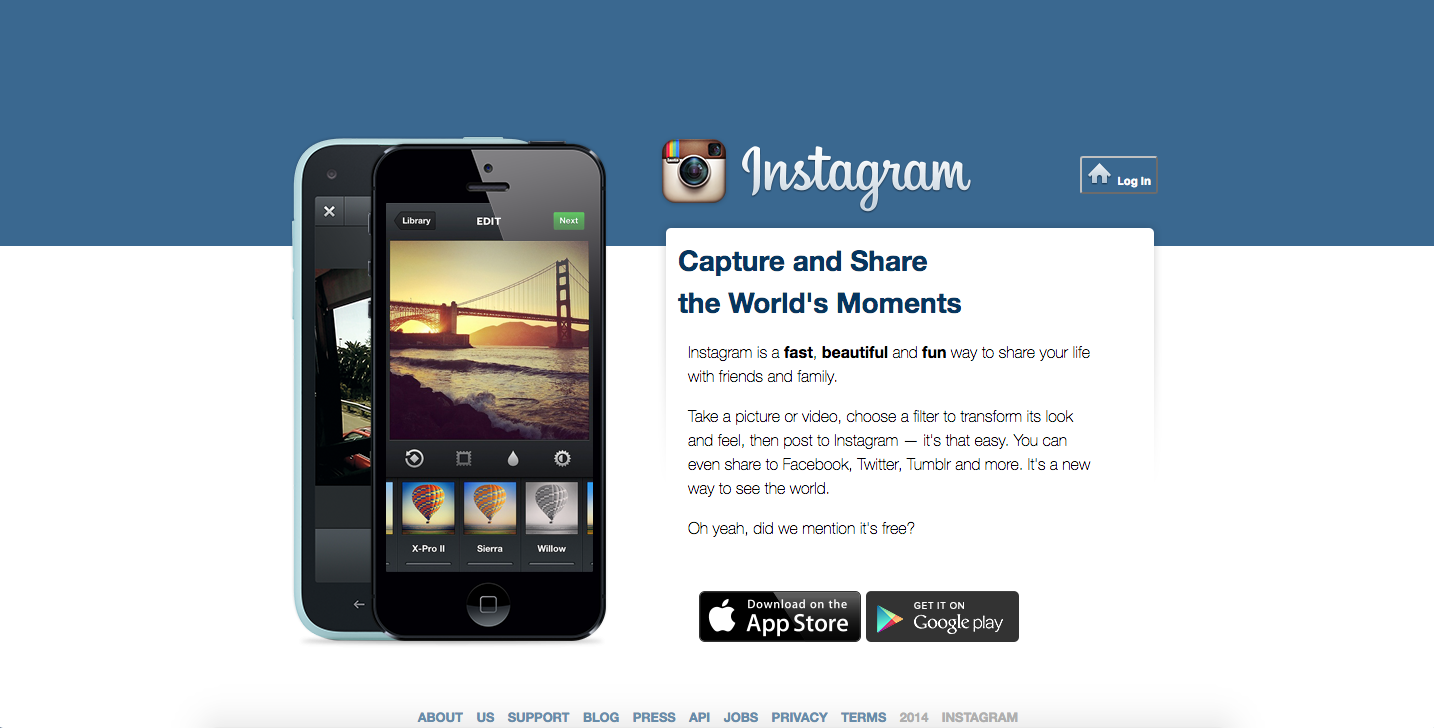 Instagram
Log In
Library
EDIT
Next
X-Pro II
Sierra
Willow
Capture and Share
the World's Moments
Instagram is a fast, beautiful and fun way to share your life
with friends and family.
Take a picture or video, choose a filter to transform its look
and feel, then post to Instagram — it's that easy. You can
even share to Facebook, Twitter, Tumblr and more. It's a new
way to see the world.
Oh yeah, did we mention it's free?
Download on the
App Store
GET IT ON
Google play
ABOUT US SUPPORT BLOG PRESS API JOBS PRIVACY TERMS 2014 INSTAGRAM